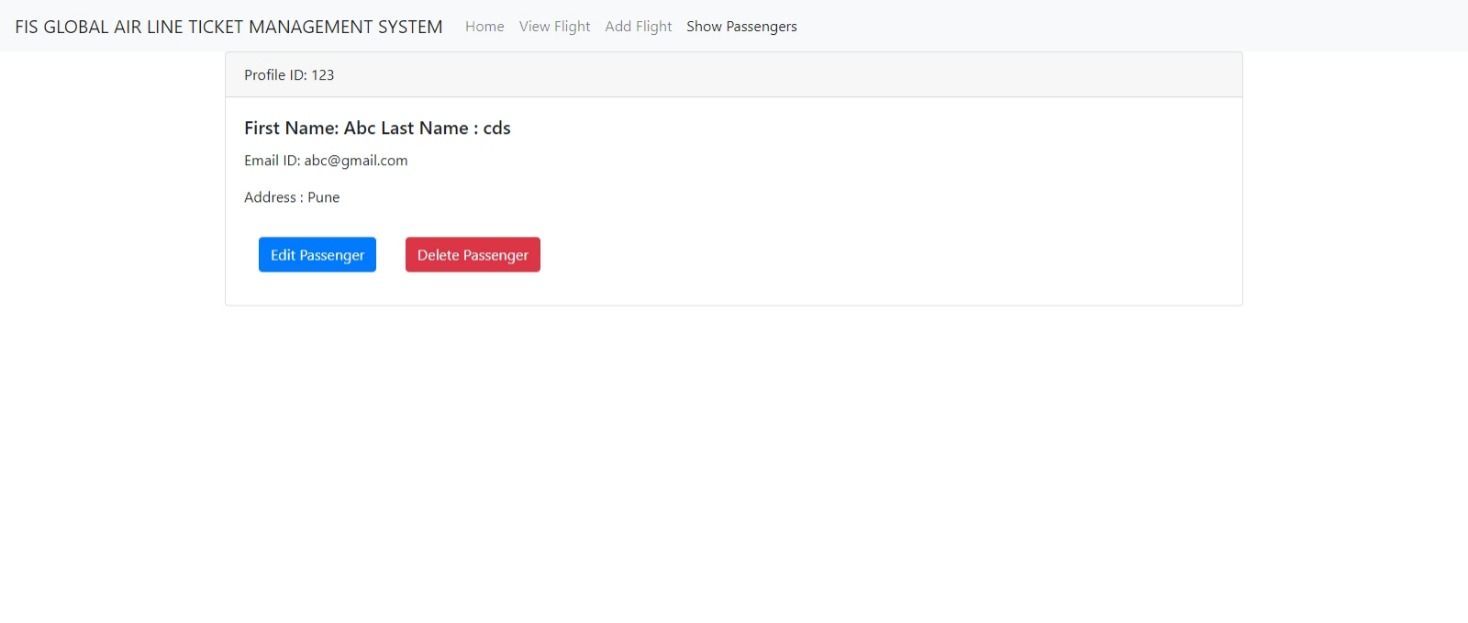 FIS GLOBAL AIR LINE TICKET MANAGEMENT SYSTEM Home View Flight Add Flight Show Passengers
Profile ID: 123
First Name: Abc Last Name : cds
Email ID: abc@gmail.com
Address : Pune
Edit Passenger Delete Passenger